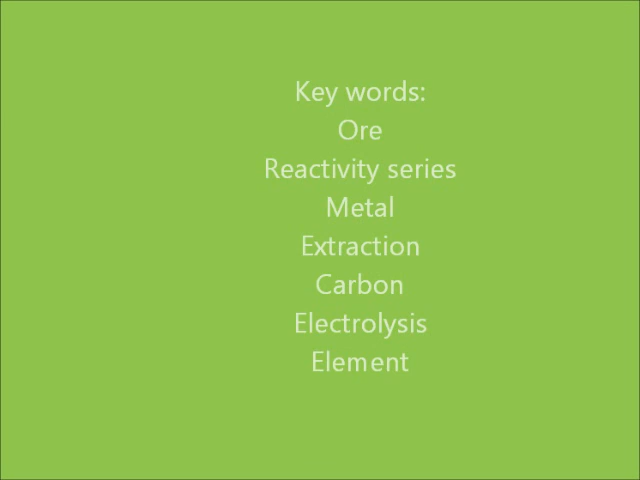 Key words:
Ore
Reactivity series
Metal
Extraction
Carbon
Electrolysis
Element